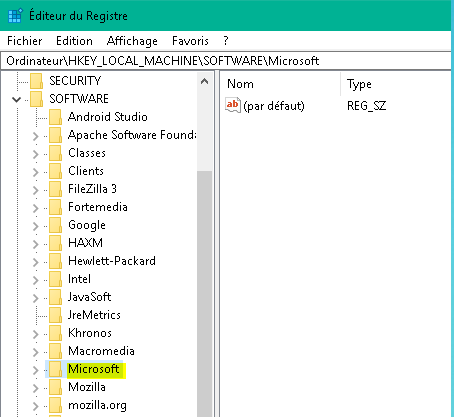 Éditeur du Registre
Fichier Edition Affichage Favoris ?
Ordinateur\HKEY_LOCAL_MACHINE\SOFTWARE\Microsoft
SECURITY
SOFTWARE
Android Studio
Apache Software Found
Classes
Clients
FileZilla 3
Fortemedia
Google
HAXM
Hewlett-Packard
Intel
JavaSoft
JreMetrics
Khronos
Macromedia
Microsoft
Mozilla
mozilla.org
Nom Type
ab (par défaut) REG_SZ